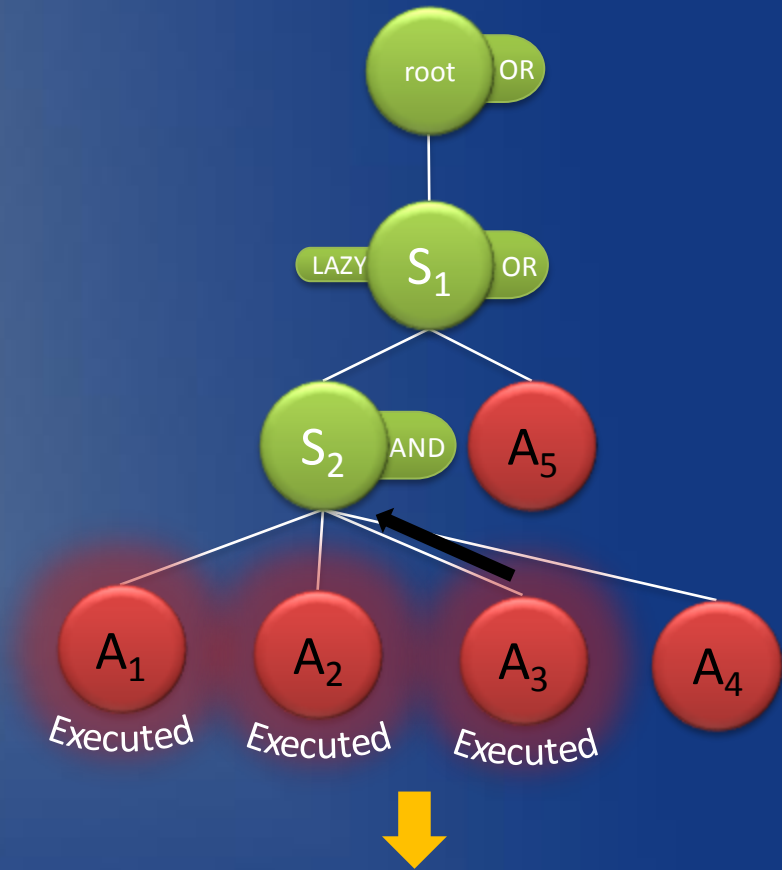 root OR
LAZY S₁ OR
S₂ AND A₅
A₁ A₂ A₃ A₄
Executed Executed Executed